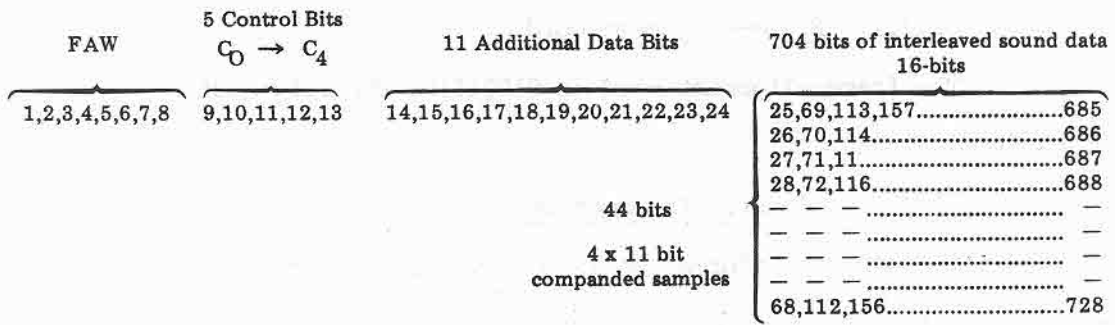 FAW
5 Control Bits
C0 → C4
11 Additional Data Bits
704 bits of interleaved sound data
16-bits
1,2,3,4,5,6,7,8
9,10,11,12,13
14,15,16,17,18,19,20,21,22,23,24
25,69,113,157........................685
26,70,114...............................686
27,71,11.................................687
28,72,116...............................688
— — — ................................ —
— — — ................................ —
— — — ................................ —
— — — ................................ —
68,112,156.............................728
44 bits
4 x 11 bit
companded samples